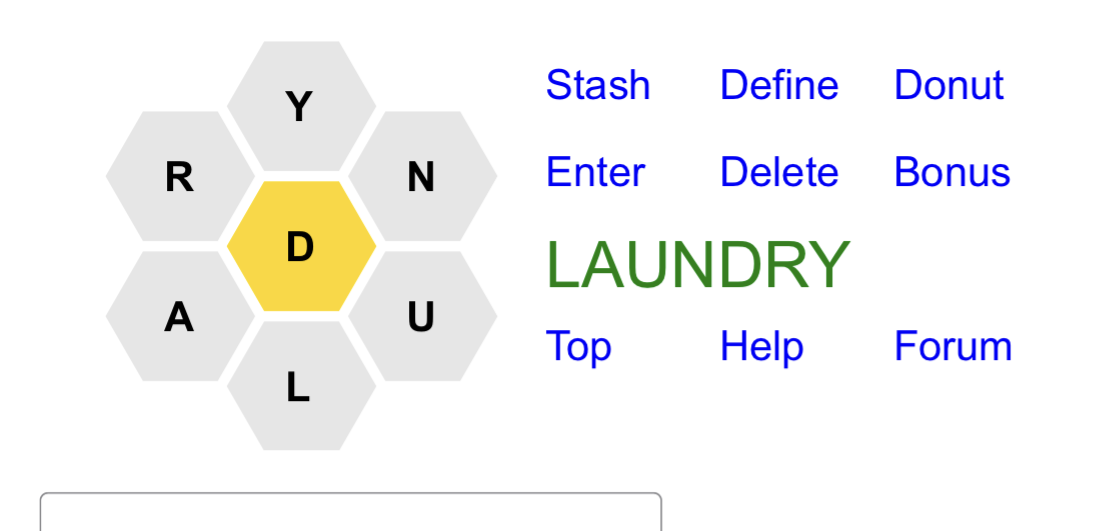 Y
R N
D
A U
L
Stash Define Donut
Enter Delete Bonus
LAUNDRY
Top Help Forum